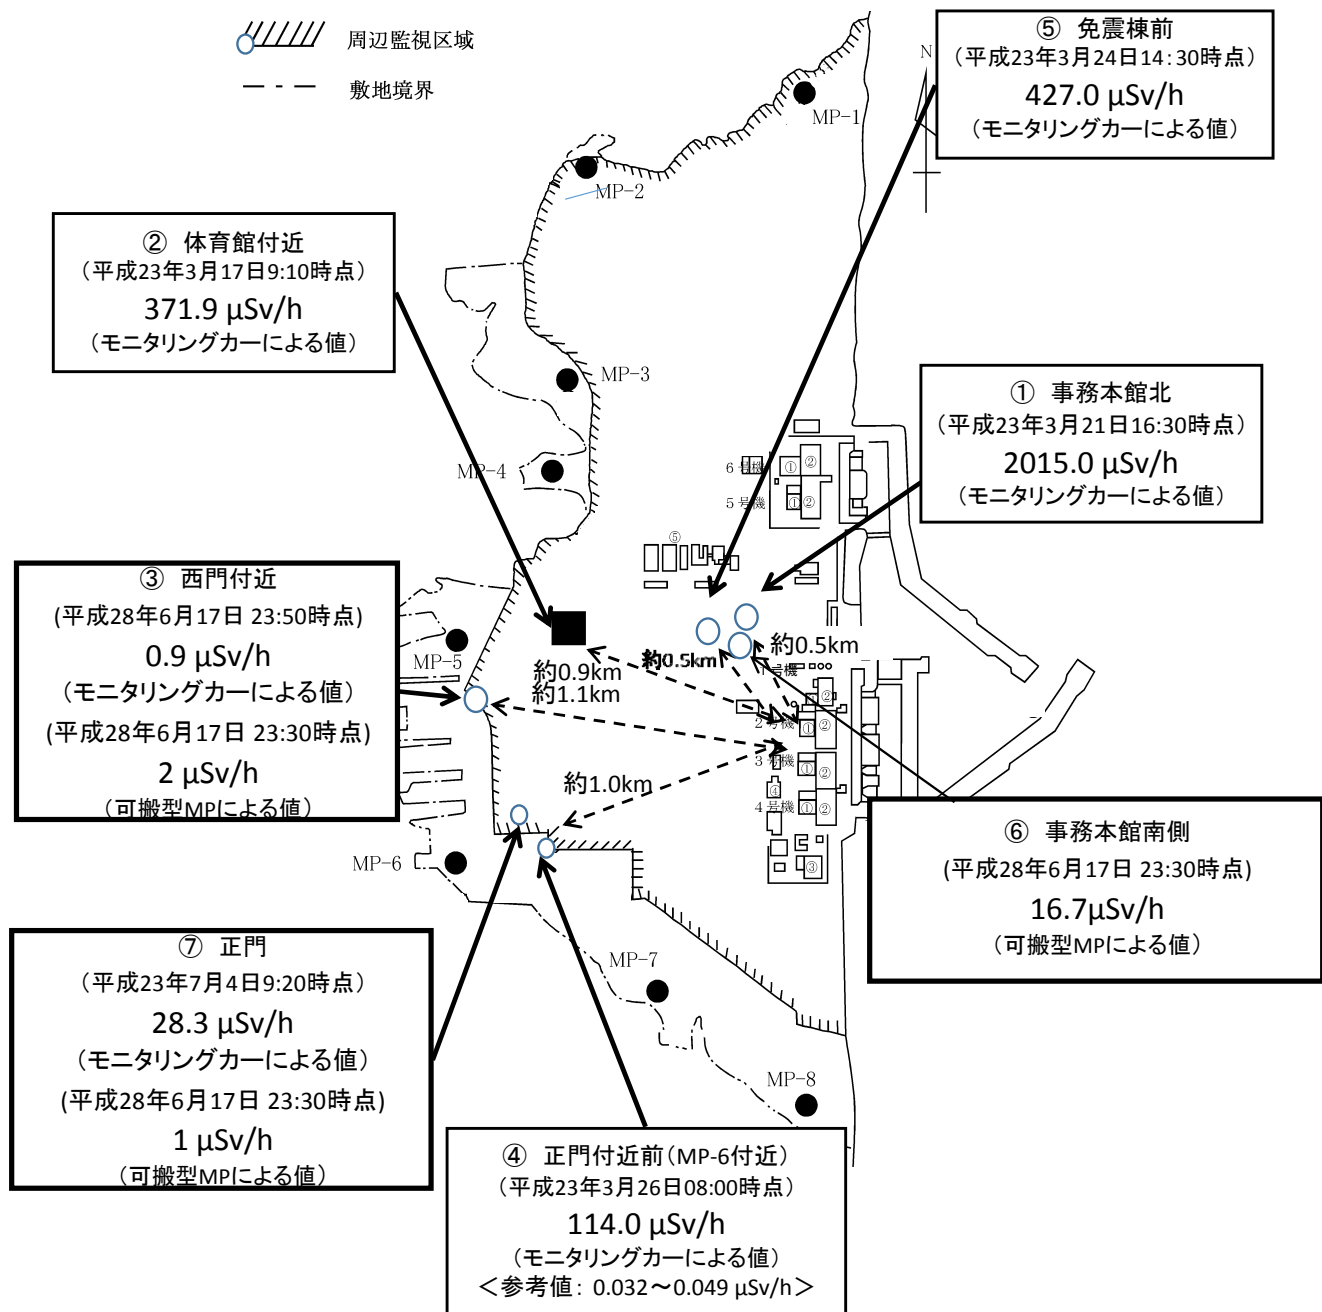 周辺監視区域
敷地境界
⑤ 免震棟前
（平成23年3月24日14：30時点）
427.0 μSv/h
（モニタリングカーによる値）
N
MP-1
MP-2
② 体育館付近
（平成23年3月17日9:10時点）
371.9 μSv/h
（モニタリングカーによる値）
MP-3
① 事務本館北
（平成23年3月21日16:30時点）
2015.0 μSv/h
（モニタリングカーによる値）
MP-4
6号機
①
②
5号機
①
②
⑤
③ 西門付近
(平成28年6月17日 23:50時点)
0.9 μSv/h
（モニタリングカーによる値）
(平成28年6月17日 23:30時点)
2 μSv/h
（可搬型MPによる値）
MP-5
約0.9km
約1.1km
約0.5km
約0.5km
1号機
②
2号機
①
②
3号機
①
②
④
4号機
①
②
③
約1.0km
MP-6
⑥ 事務本館南側
(平成28年6月17日 23:30時点)
16.7μSv/h
（可搬型MPによる値）
⑦ 正門
（平成23年7月4日9:20時点）
28.3 μSv/h
（モニタリングカーによる値）
(平成28年6月17日 23:30時点)
1 μSv/h
（可搬型MPによる値）
MP-7
MP-8
④ 正門付近前（MP-6付近）
（平成23年3月26日08:00時点）
114.0 μSv/h
（モニタリングカーによる値）
＜参考値： 0.032～0.049 μSv/h＞